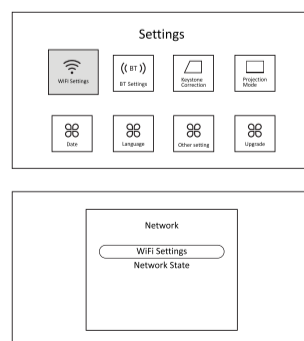 Settings
WIFI Settings
(( BT ))
BT Settings
Keystone
Correction
Projection
Mode
Date
Language
Other setting
Upgrade
Network
WiFi Settings
Network State